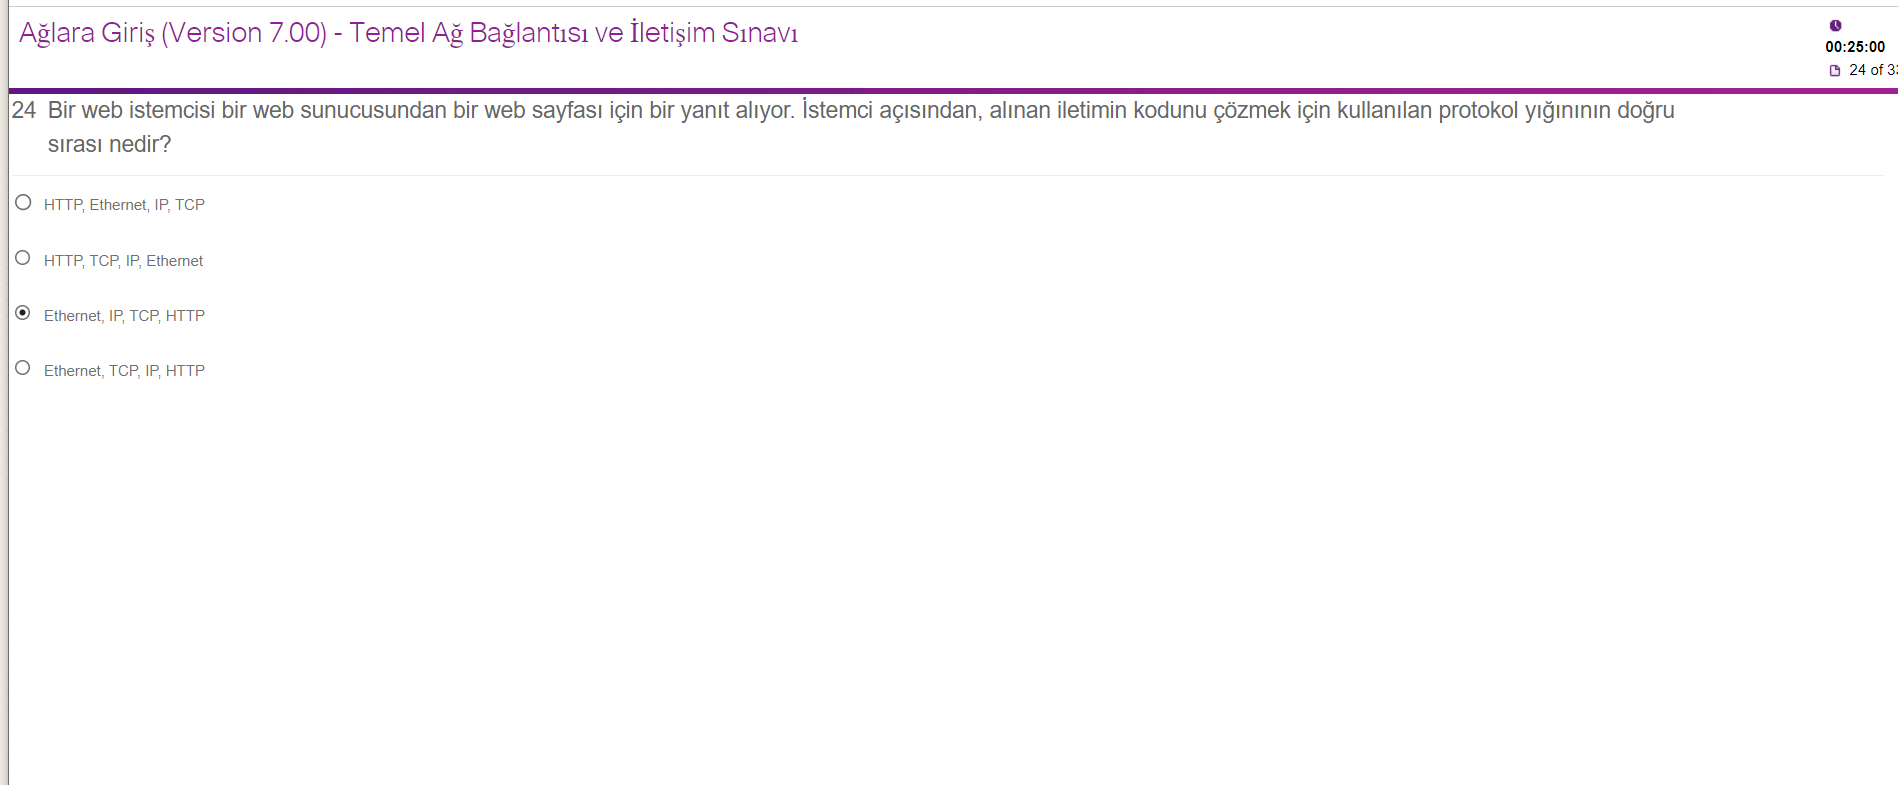 Ağlara Giriş (Version 7.00) - Temel Ağ Bağlantısı ve İletişim Sınavı
00:25:00
24 of 33
24 Bir web istemcisi bir web sunucusundan bir web sayfası için bir yanıt alıyor. İstemci açısından, alınan iletimin kodunu çözmek için kullanılan protokol yığınının doğru
sırası nedir?
HTTP, Ethernet, IP, TCP
HTTP, TCP, IP, Ethernet
Ethernet, IP, TCP, HTTP
Ethernet, TCP, IP, HTTP